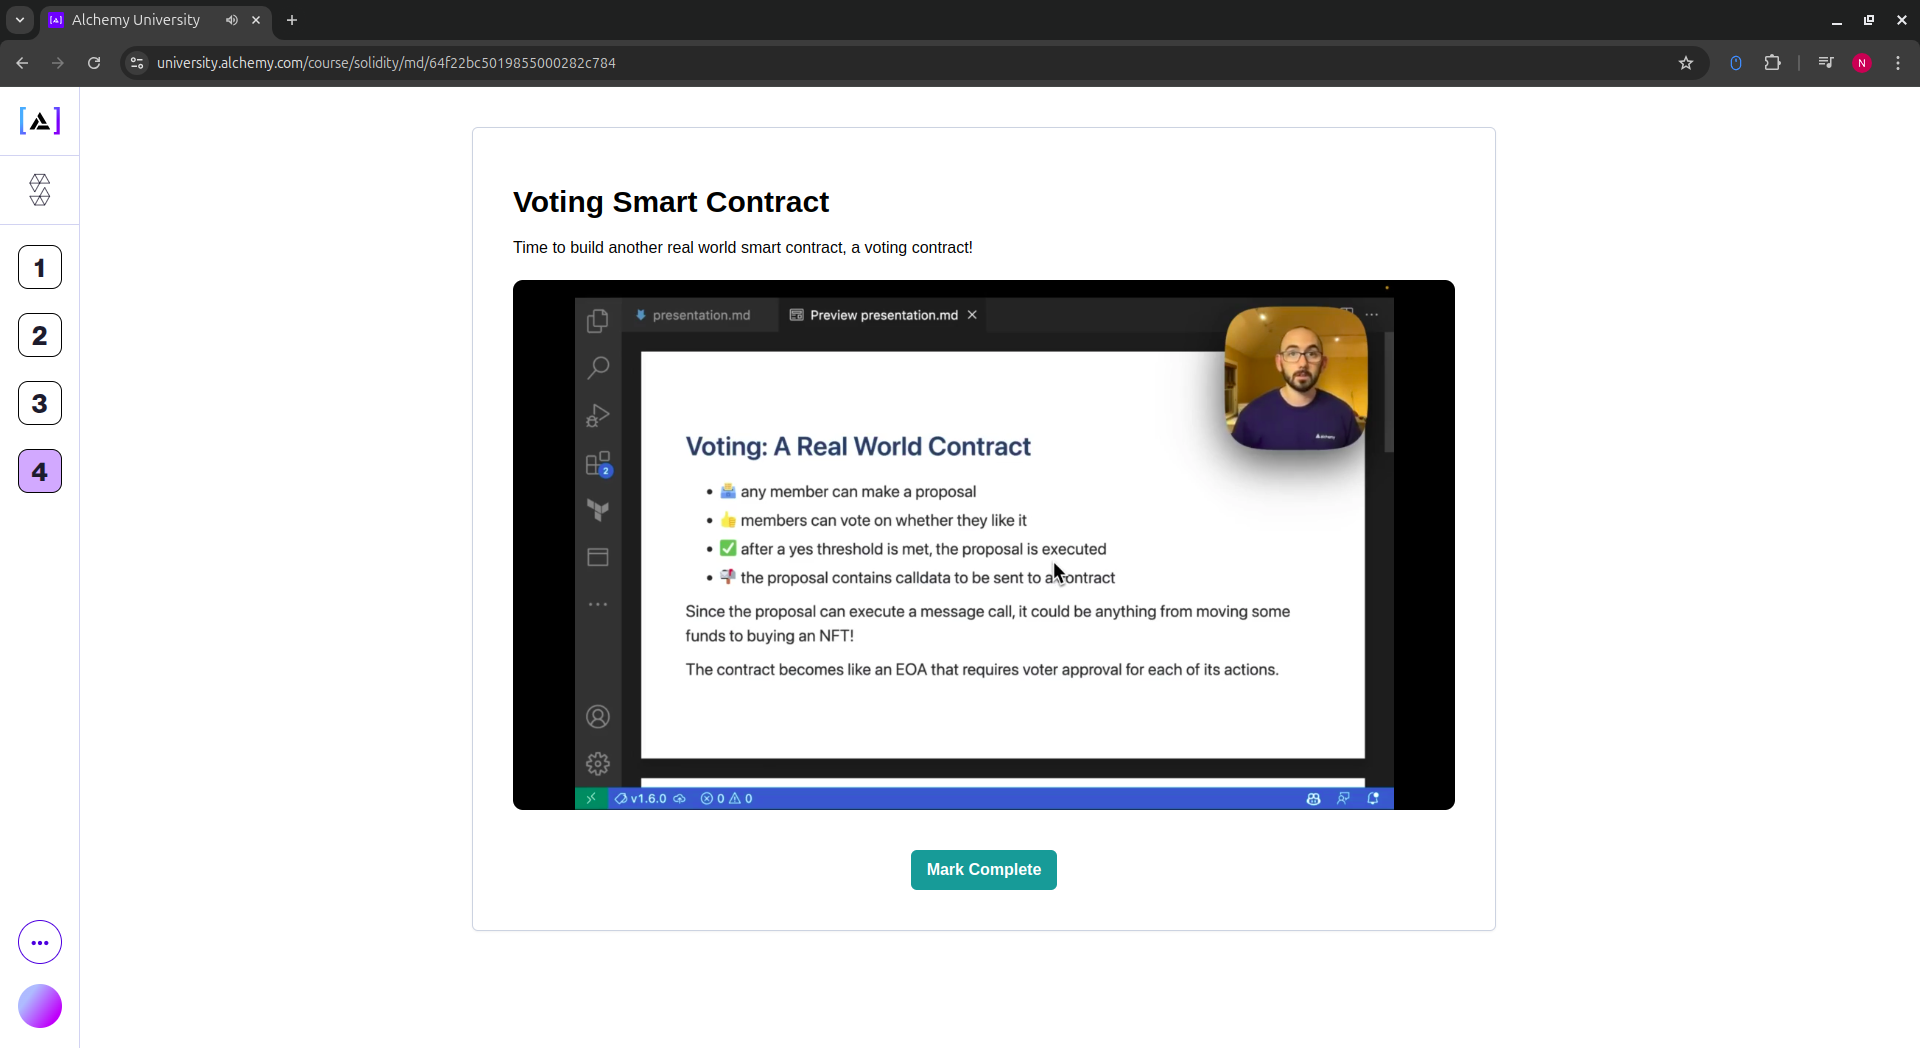 Alchemy University
university.alchemy.com/course/solidity/md/64f22bc5019855000282c784
N
1
2
3
4
Voting Smart Contract
Time to build another real world smart contract, a voting contract!
presentation.md
Preview presentation.md
Voting: A Real World Contract
• 🗳️ any member can make a proposal
• 👍 members can vote on whether they like it
• ✅ after a yes threshold is met, the proposal is executed
• 📬 the proposal contains calldata to be sent to a contract
Since the proposal can execute a message call, it could be anything from moving some
funds to buying an NFT!
The contract becomes like an EOA that requires voter approval for each of its actions.
2
v1.6.0
0
0
Alchemy
Mark Complete